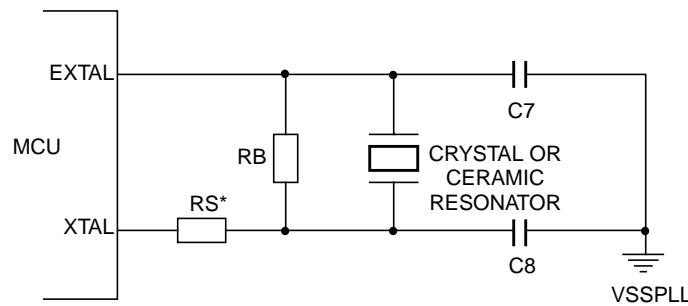 EXTAL
C7
MCU
RB
CRYSTAL OR
CERAMIC
RESONATOR
RS*
XTAL
C8
VSSPLL